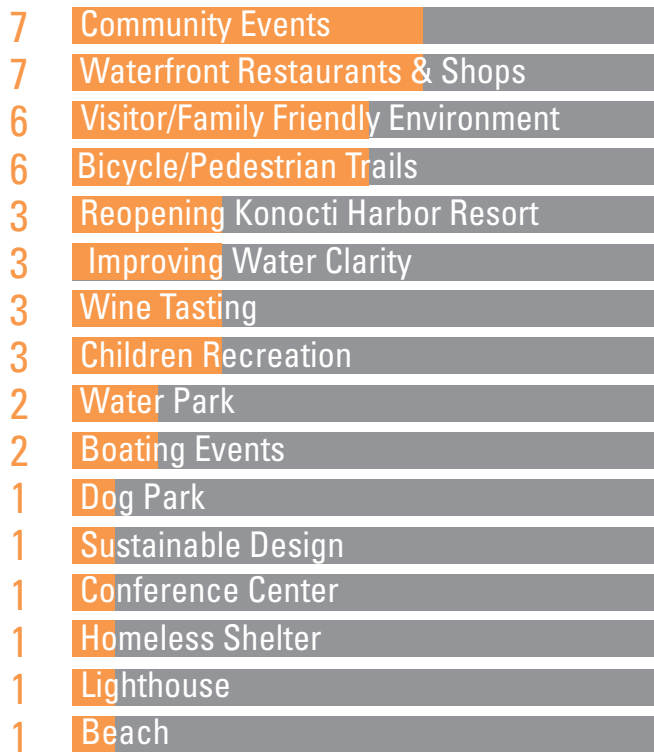 7 Community Events
7 Waterfront Restaurants & Shops
6 Visitor/Family Friendly Environment
6 Bicycle/Pedestrian Trails
3 Reopening Konocti Harbor Resort
3 Improving Water Clarity
3 Wine Tasting
3 Children Recreation
2 Water Park
2 Boating Events
1 Dog Park
1 Sustainable Design
1 Conference Center
1 Homeless Shelter
1 Lighthouse
1 Beach